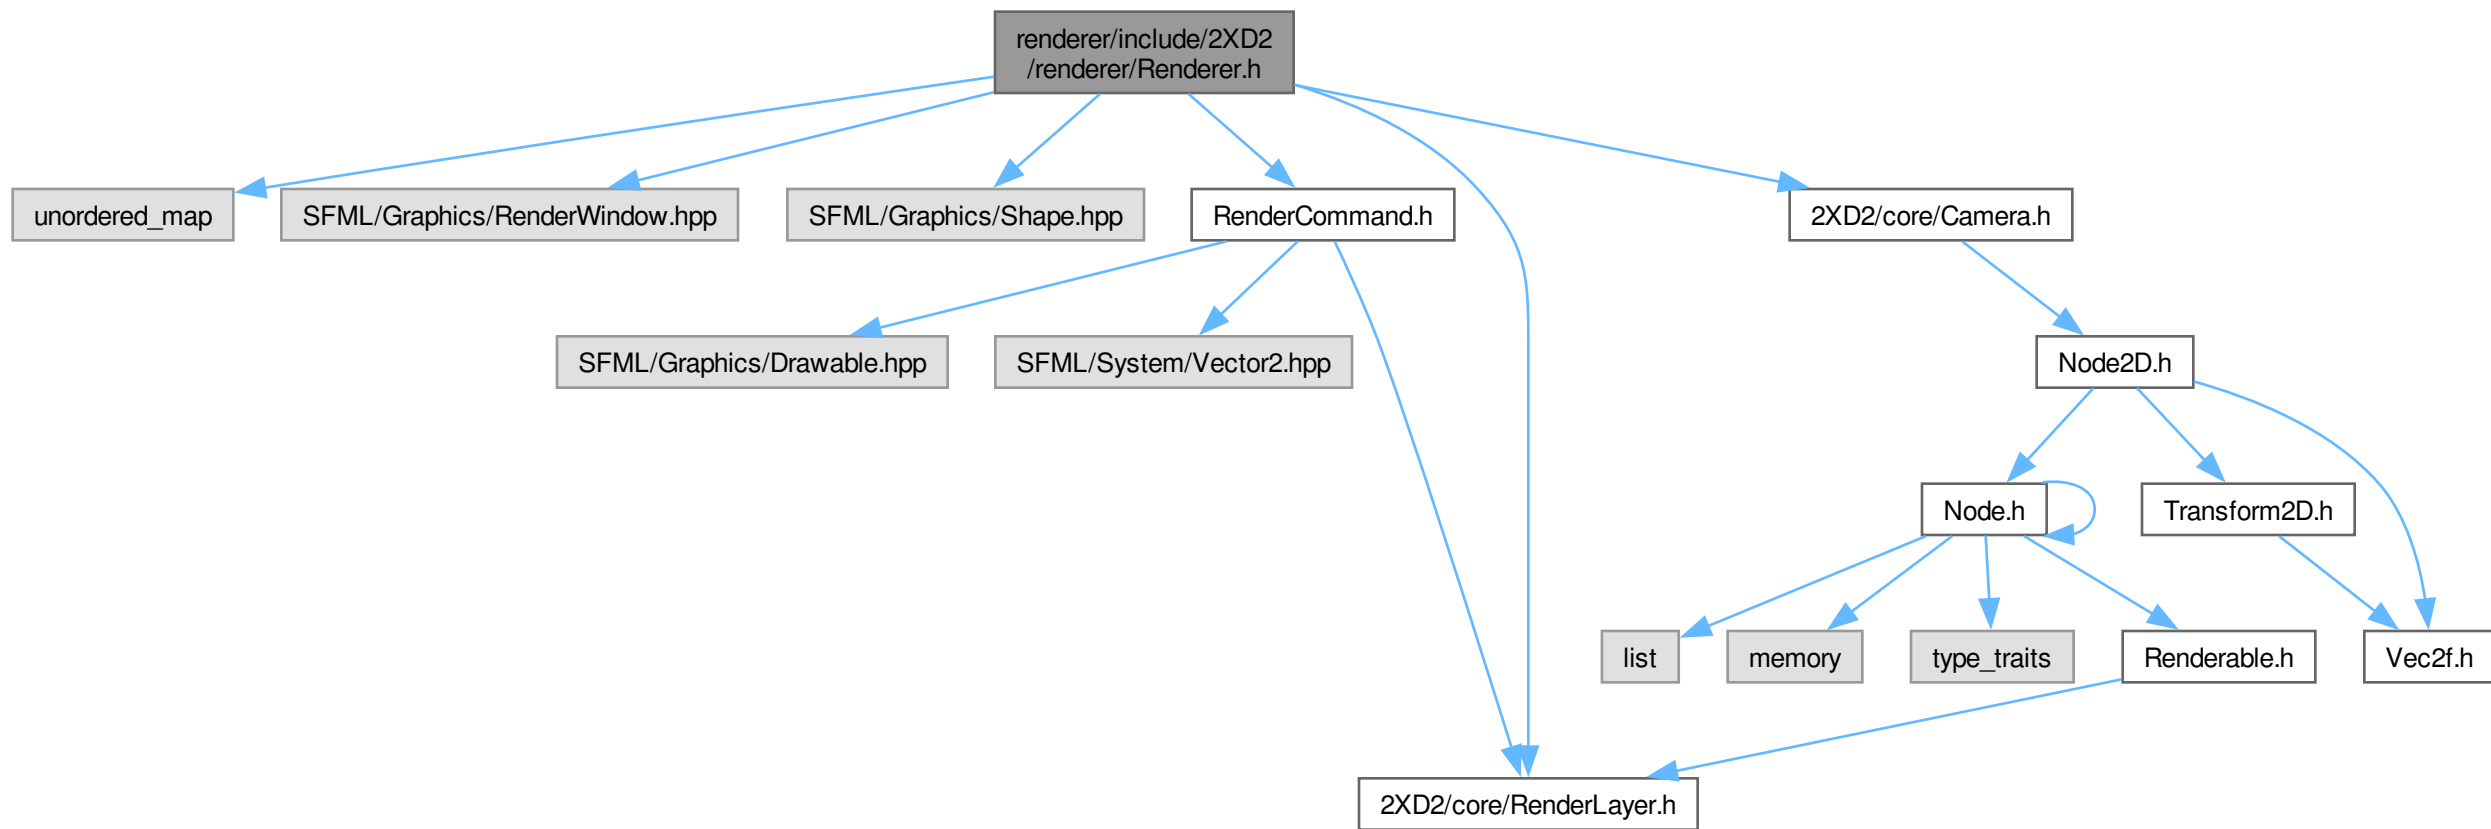 renderer/include/2XD2
/renderer/Renderer.h
unordered_map
SFML/Graphics/RenderWindow.hpp
SFML/Graphics/Shape.hpp
RenderCommand.h
2XD2/core/Camera.h
SFML/Graphics/Drawable.hpp
SFML/System/Vector2.hpp
Node2D.h
Node.h
Transform2D.h
list
memory
type_traits
Renderable.h
Vec2f.h
2XD2/core/RenderLayer.h